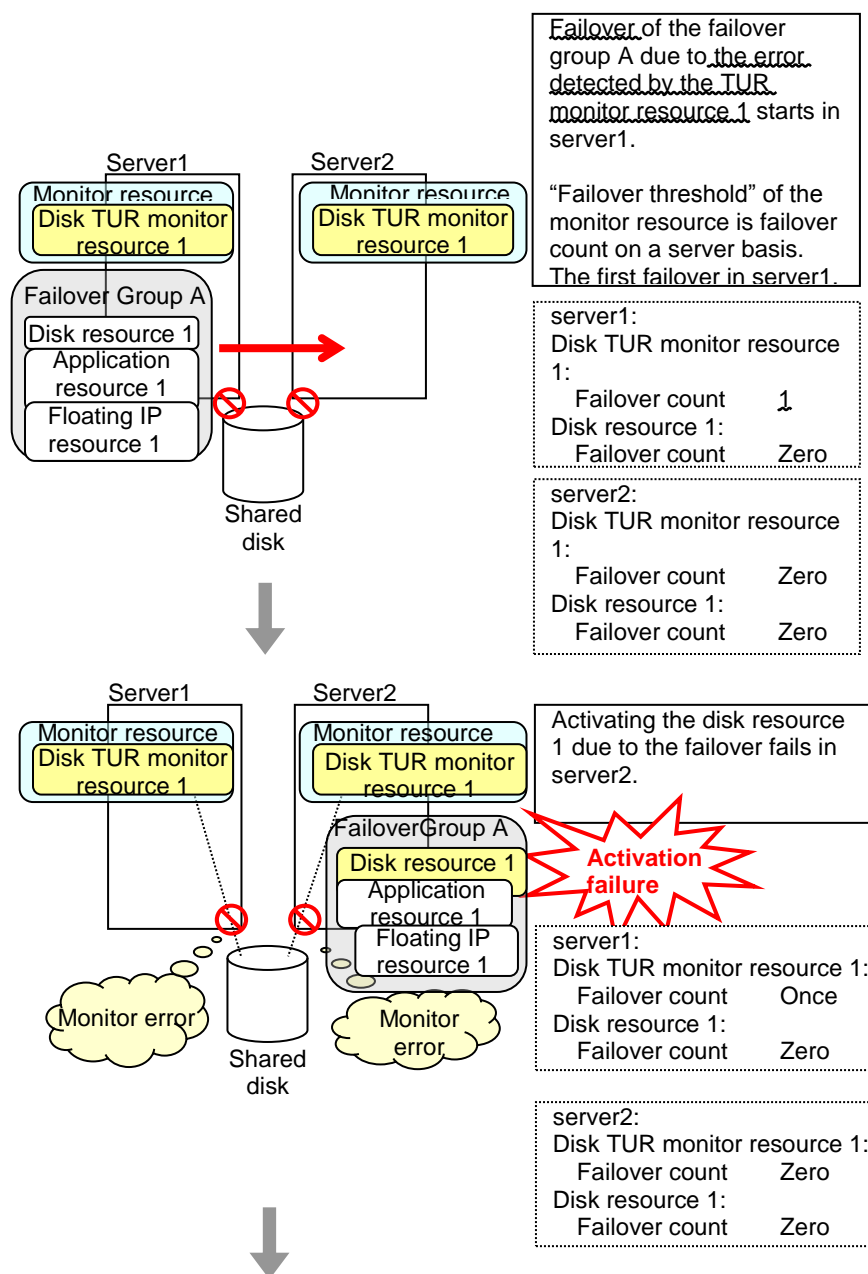 Failover of the failover
group A due to the error
detected by the TUR
monitor resource 1 starts in
server1.
“Failover threshold” of the
monitor resource is failover
count on a server basis.
The first failover in server1.
Server1
Server2
Monitor resource
Disk TUR monitor
resource 1
Monitor resource
Disk TUR monitor
resource 1
Failover Group A
Disk resource 1
Application
resource 1
Floating IP
resource 1
Shared
disk
server1:
Disk TUR monitor resource
1:
Failover count 1
Disk resource 1:
Failover count Zero
server2:
Disk TUR monitor resource
1:
Failover count Zero
Disk resource 1:
Failover count Zero
Server1
Server2
Monitor resource
Disk TUR monitor
resource 1
Monitor resource
Disk TUR monitor
resource 1
FailoverGroup A
Disk resource 1
Application
resource 1
Floating IP
resource 1
Monitor error
Shared
disk
Monitor
error
Activating the disk resource
1 due to the failover fails in
server2.
Activation
failure
server1:
Disk TUR monitor resource 1:
Failover count Once
Disk resource 1:
Failover count Zero
server2:
Disk TUR monitor resource 1:
Failover count Zero
Disk resource 1:
Failover count Zero